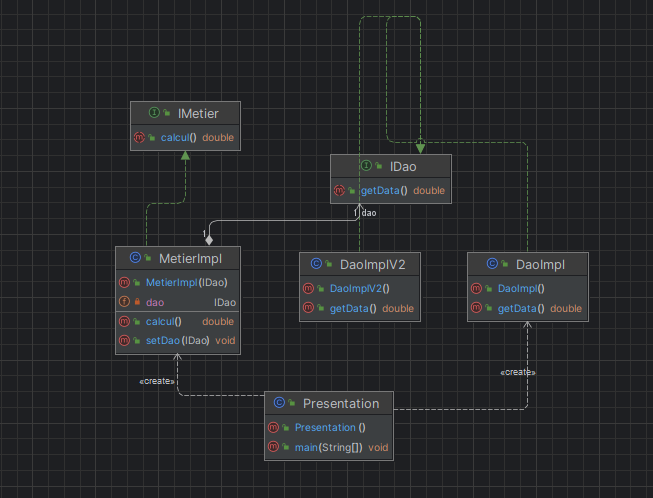 IMetier
calcul() double
IDao
getData() double
1
dao
1
MetierImpl
MetierImpl(IDao)
dao IDao
calcul() double
setDao(IDao) void
DaoImplV2
DaoImplV2()
getData() double
DaoImpl
DaoImpl()
getData() double
«create»
«create»
Presentation
Presentation()
main(String[]) void